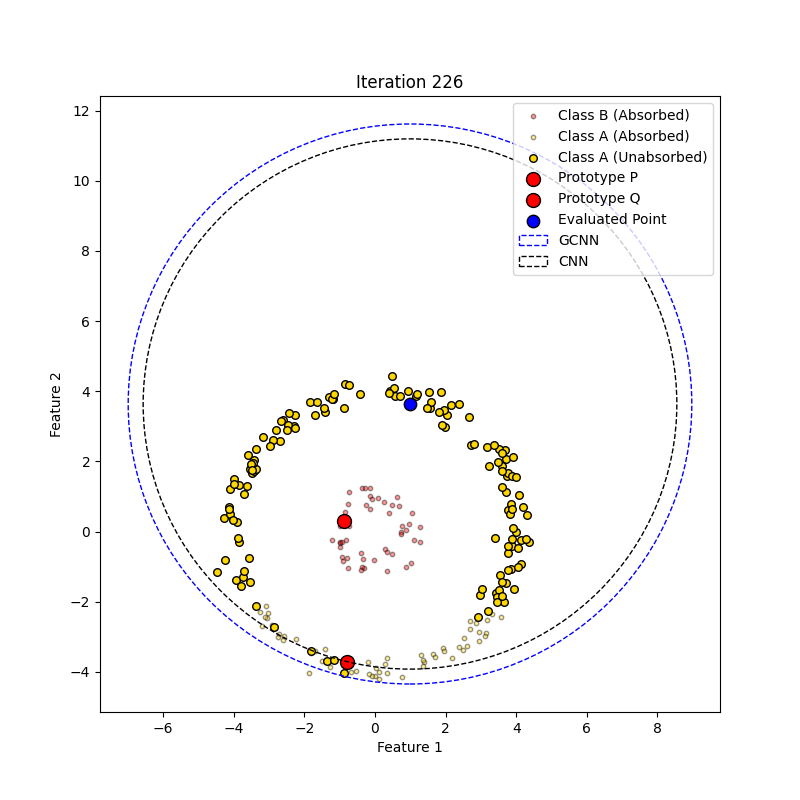 Iteration 226
Class B (Absorbed)
Class A (Absorbed)
Class A (Unabsorbed)
Prototype P
Prototype Q
Evaluated Point
GCNN
CNN
12
10
8
6
4
2
0
−2
−4
Feature 2
−6
−4
−2
0
2
4
6
8
Feature 1